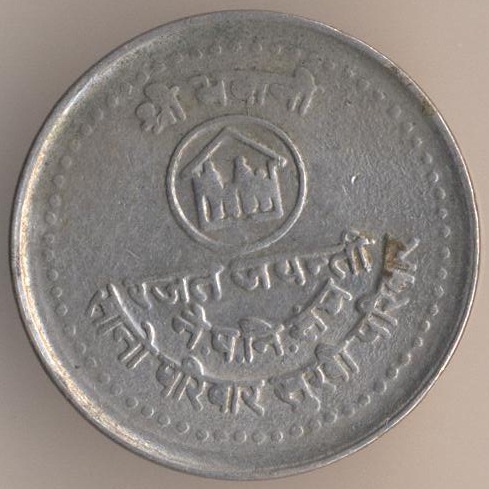 श्री भवानी
रजत जयन्ती
ने.प.नि.सं
सानो परिवार सुखी परिवार